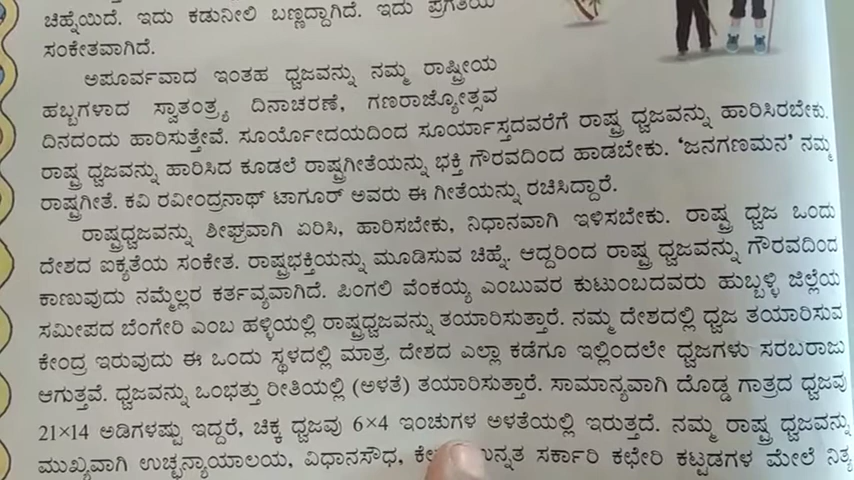 ಚಿಹ್ನೆಯಿದೆ. ಇದು ಕಡುನೀಲಿ ಬಣ್ಣದ್ದಾಗಿದೆ. ಇದು ಪ್ರಗತಿಯ
ಸಂಕೇತವಾಗಿದೆ.
ಅಪೂರ್ವವಾದ ಇಂತಹ ಧ್ವಜವನ್ನು ನಮ್ಮ ರಾಷ್ಟ್ರೀಯ
ಹಬ್ಬಗಳಾದ ಸ್ವಾತಂತ್ರ್ಯ ದಿನಾಚರಣೆ, ಗಣರಾಜ್ಯೋತ್ಸವ
ದಿನದಂದು ಹಾರಿಸುತ್ತೇವೆ. ಸೂರ್ಯೋದಯದಿಂದ ಸೂರ್ಯಾಸ್ತದವರೆಗೆ ರಾಷ್ಟ್ರ ಧ್ವಜವನ್ನು ಹಾರಿಸಿರಬೇಕು.
ರಾಷ್ಟ್ರ ಧ್ವಜವನ್ನು ಹಾರಿಸಿದ ಕೂಡಲೆ ರಾಷ್ಟ್ರಗೀತೆಯನ್ನು ಭಕ್ತಿ ಗೌರವದಿಂದ ಹಾಡಬೇಕು. ‘ಜನಗಣಮನ’ ನಮ್ಮ
ರಾಷ್ಟ್ರಗೀತೆ. ಕವಿ ರವೀಂದ್ರನಾಥ್ ಟಾಗೂರ್ ಅವರು ಈ ಗೀತೆಯನ್ನು ರಚಿಸಿದ್ದಾರೆ.
ರಾಷ್ಟ್ರಧ್ವಜವನ್ನು ಶೀಘ್ರವಾಗಿ ಏರಿಸಿ, ಹಾರಿಸಬೇಕು, ನಿಧಾನವಾಗಿ ಇಳಿಸಬೇಕು. ರಾಷ್ಟ್ರ ಧ್ವಜ ಒಂದು
ದೇಶದ ಐಕ್ಯತೆಯ ಸಂಕೇತ. ರಾಷ್ಟ್ರಭಕ್ತಿಯನ್ನು ಮೂಡಿಸುವ ಚಿಹ್ನೆ. ಆದ್ದರಿಂದ ರಾಷ್ಟ್ರ ಧ್ವಜವನ್ನು ಗೌರವದಿಂದ
ಕಾಣುವುದು ನಮ್ಮೆಲ್ಲರ ಕರ್ತವ್ಯವಾಗಿದೆ. ಪಿಂಗಲಿ ವೆಂಕಯ್ಯ ಎಂಬುವರ ಕುಟುಂಬದವರು ಹುಬ್ಬಳ್ಳಿ ಜಿಲ್ಲೆಯ
ಸಮೀಪದ ಬೆಂಗೇರಿ ಎಂಬ ಹಳ್ಳಿಯಲ್ಲಿ ರಾಷ್ಟ್ರಧ್ವಜವನ್ನು ತಯಾರಿಸುತ್ತಾರೆ. ನಮ್ಮ ದೇಶದಲ್ಲಿ ಧ್ವಜ ತಯಾರಿಸುವ
ಕೇಂದ್ರ ಇರುವುದು ಈ ಒಂದು ಸ್ಥಳದಲ್ಲಿ ಮಾತ್ರ. ದೇಶದ ಎಲ್ಲಾ ಕಡೆಗೂ ಇಲ್ಲಿಂದಲೇ ಧ್ವಜಗಳು ಸರಬರಾಜು
ಆಗುತ್ತವೆ. ಧ್ವಜವನ್ನು ಒಂಭತ್ತು ರೀತಿಯಲ್ಲಿ (ಅಳತೆ) ತಯಾರಿಸುತ್ತಾರೆ. ಸಾಮಾನ್ಯವಾಗಿ ದೊಡ್ಡ ಗಾತ್ರದ ಧ್ವಜವು
21×14 ಅಡಿಗಳಷ್ಟು ಇದ್ದರೆ, ಚಿಕ್ಕ ಧ್ವಜವು 6×4 ಇಂಚುಗಳ ಅಳತೆಯಲ್ಲಿ ಇರುತ್ತದೆ. ನಮ್ಮ ರಾಷ್ಟ್ರ ಧ್ವಜವನ್ನು
ಮುಖ್ಯವಾಗಿ ಉಚ್ಛನ್ಯಾಯಾಲಯ, ವಿಧಾನಸೌಧ, ಸರ್ಕಾರಿ ಕಛೇರಿ ಕಟ್ಟಡಗಳ ಮೇಲೆ ನಿತ್ಯ